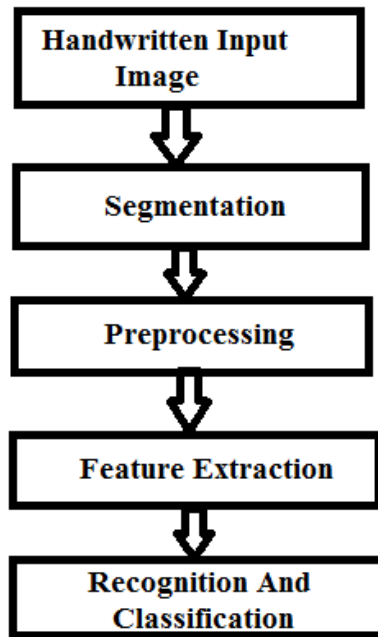 Handwritten Input
Image
Segmentation
Preprocessing
Feature Extraction
Recognition And
Classification